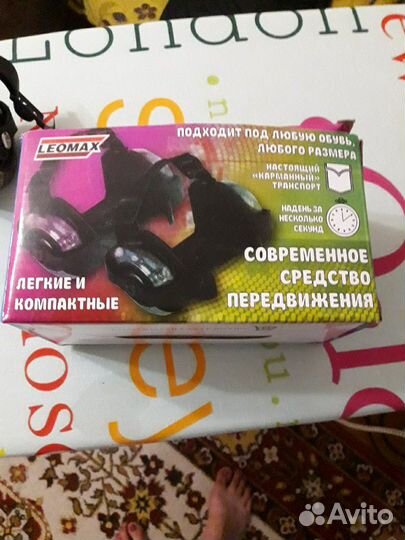 London
LEOMAX
ПОДХОДИТ ПОД ЛЮБУЮ ОБУВЬ,
ЛЮБОГО РАЗМЕРА
НАСТОЯЩИЙ
"КАРМАННЫЙ"
ТРАНСПОРТ
НАДЕНЬ ЗА
НЕСКОЛЬКО
СЕКУНД
СОВРЕМЕННОЕ
СРЕДСТВО
ПЕРЕДВИЖЕНИЯ
ЛЕГКИЕ И
КОМПАКТНЫЕ
Avito